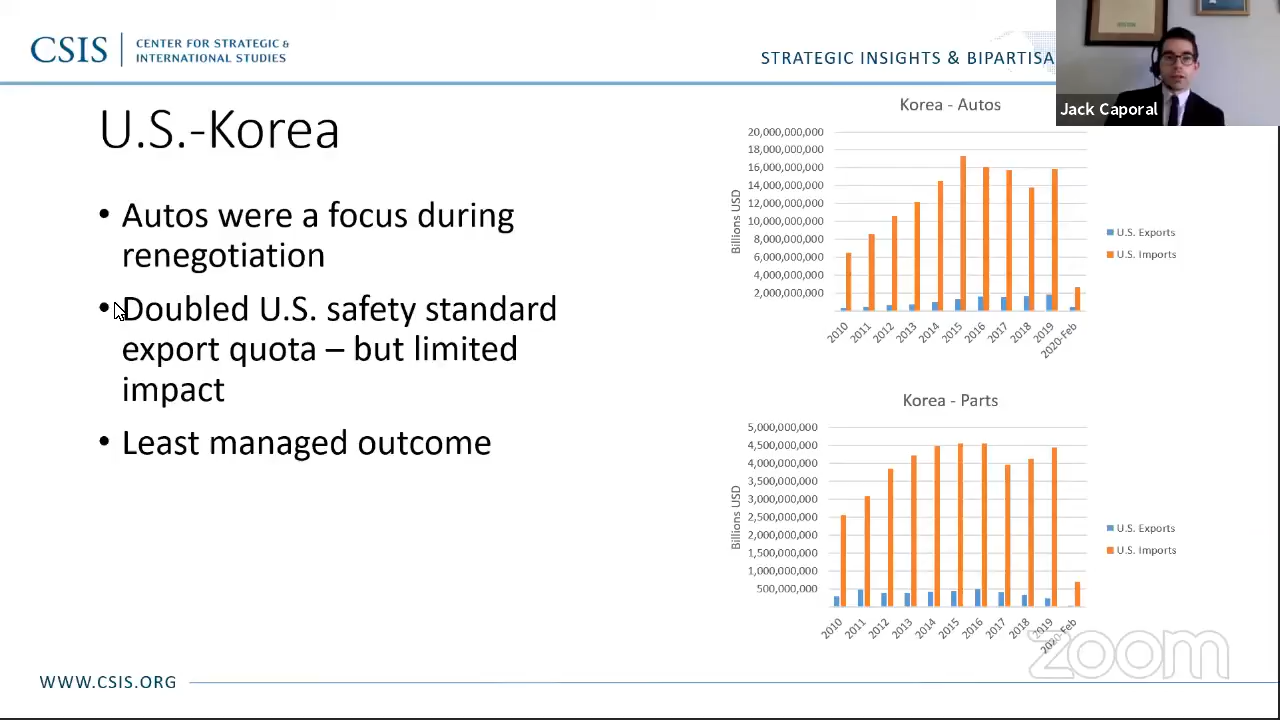 CSIS
CENTER FOR STRATEGIC &
INTERNATIONAL STUDIES
STRATEGIC INSIGHTS & BIPARTISA
Jack Caporal
U.S.-Korea
• Autos were a focus during
renegotiation
• Doubled U.S. safety standard
export quota – but limited
impact
• Least managed outcome
Korea - Autos
Billions USD
20,000,000,000
18,000,000,000
16,000,000,000
14,000,000,000
12,000,000,000
10,000,000,000
8,000,000,000
6,000,000,000
4,000,000,000
2,000,000,000
2010
2011
2012
2013
2014
2015
2016
2017
2018
2019
2020-Feb
U.S. Exports
U.S. Imports
Korea - Parts
Billions USD
5,000,000,000
4,500,000,000
4,000,000,000
3,500,000,000
3,000,000,000
2,500,000,000
2,000,000,000
1,500,000,000
1,000,000,000
500,000,000
2010
2011
2012
2013
2014
2015
2016
2017
2018
2019
2020-Feb
U.S. Exports
U.S. Imports
zoom
WWW.CSIS.ORG